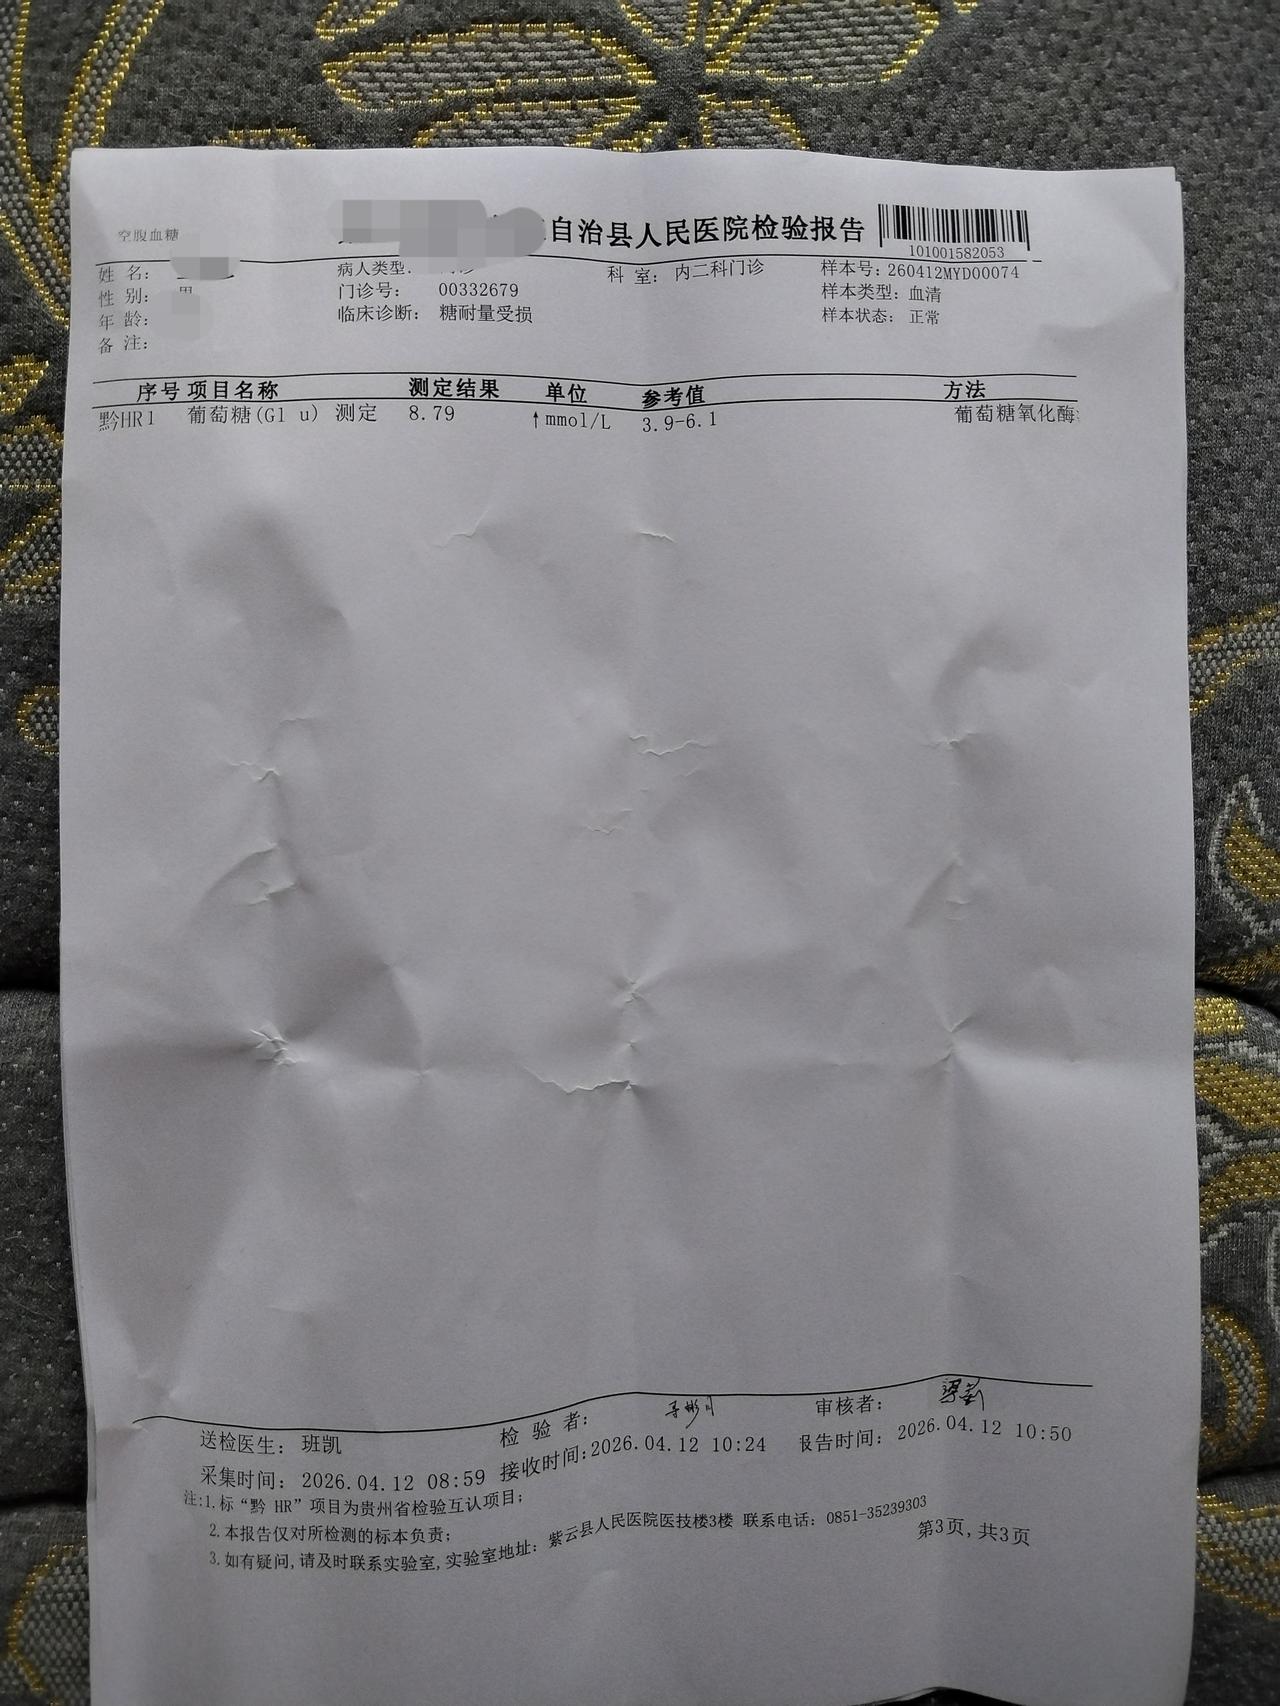 自治县人民医院检验报告
101001582053
空腹血糖
姓 名： 病人类型： 科 室： 内二科门诊 样本号：260412MYD00074
性 别： 男 门诊号： 00332679 样本类型：血清
年 龄： 临床诊断： 糖耐量受损 样本状态： 正常
备 注：
序号 项目名称 测定结果 单位 参考值 方法
黔HR1 葡萄糖(Gl u) 测定 8.79 ↑mmol/L 3.9-6.1 葡萄糖氧化酶
送检医生： 班凯 检 验 者： 审核者：
采集时间： 2026.04.12 08:59 接收时间：2026.04.12 10:24 报告时间： 2026.04.12 10:50
注:1.标“黔 HR”项目为贵州省检验互认项目；
2.本报告仅对所检测的标本负责；
3.如有疑问,请及时联系实验室,实验室地址：紫云县人民医院医技楼3楼 联系电话：0851-35239303
第3页,共3页